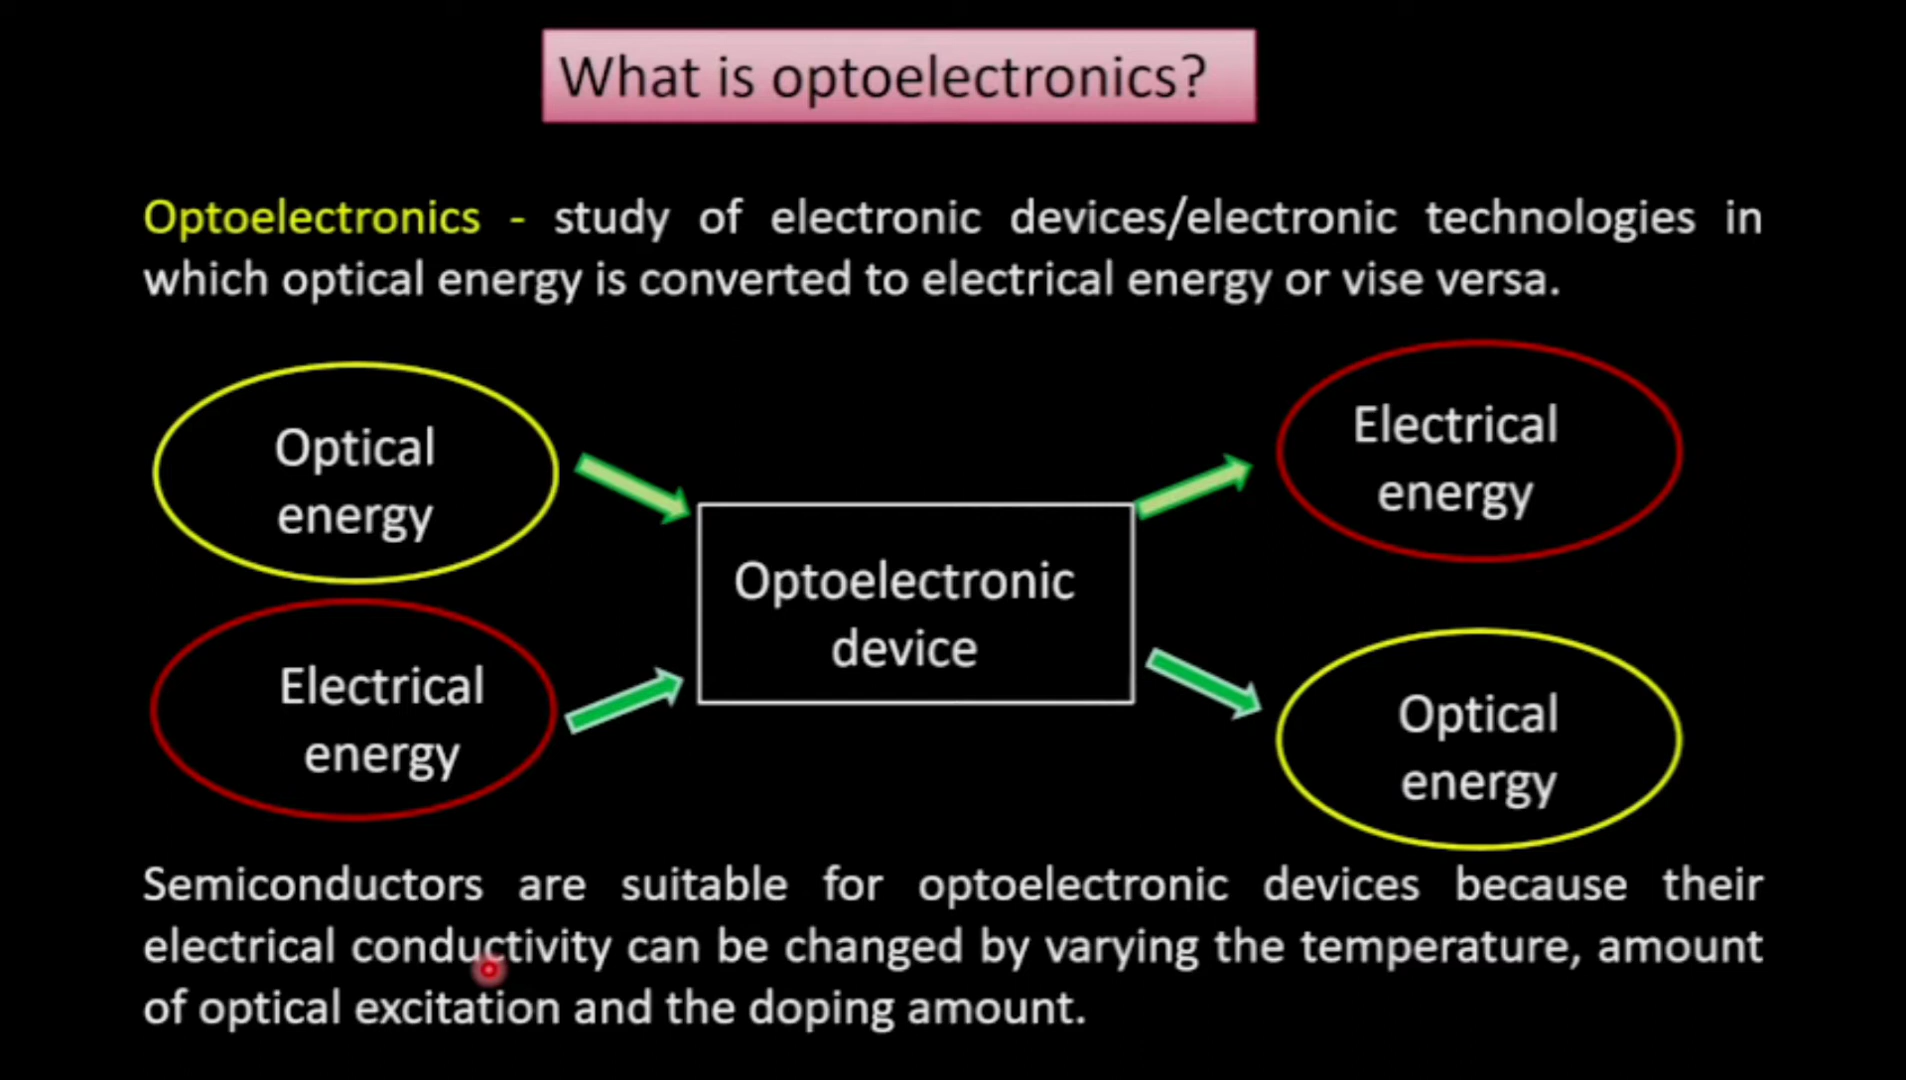 What is optoelectronics?
Optoelectronics - study of electronic devices/electronic technologies in
which optical energy is converted to electrical energy or vise versa.
Optical
energy
Electrical
energy
Optoelectronic
device
Electrical
energy
Optical
energy
Semiconductors are suitable for optoelectronic devices because their
electrical conductivity can be changed by varying the temperature, amount
of optical excitation and the doping amount.